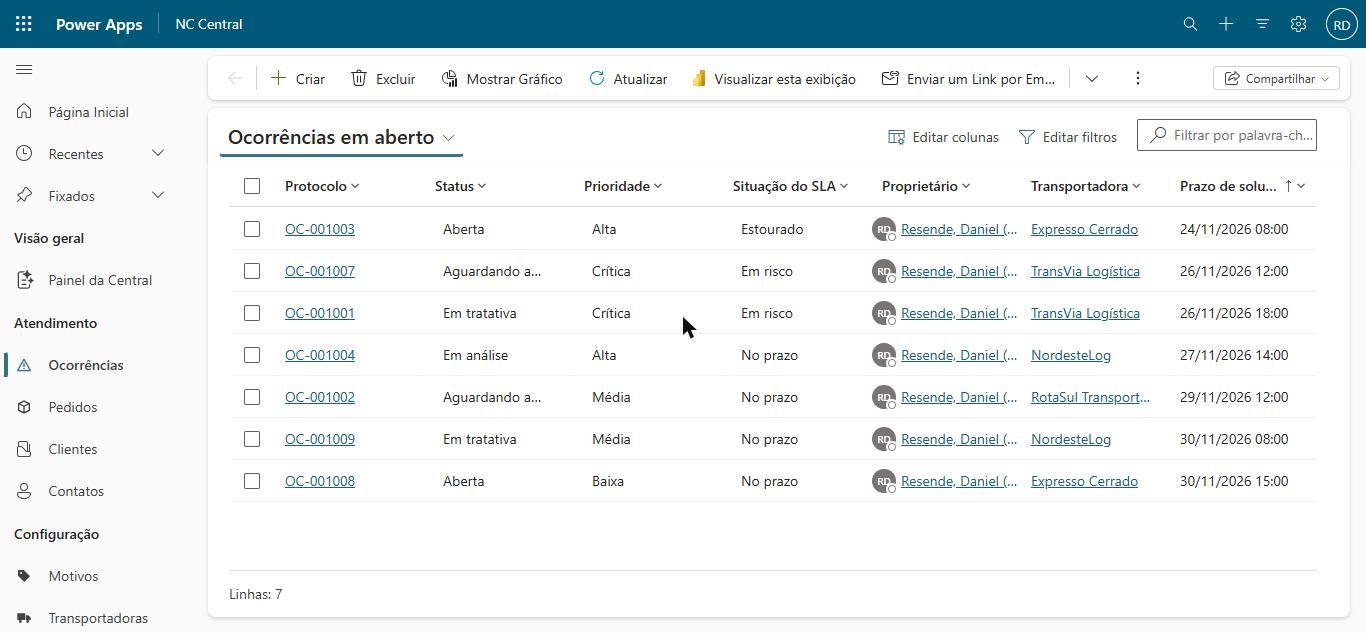 Power Apps NC Central RD
Criar Excluir Mostrar Gráfico Atualizar Visualizar esta exibição Enviar um Link por Em... Compartilhar
Página Inicial
Recentes
Fixados
Visão geral
Painel da Central
Atendimento
Ocorrências
Pedidos
Clientes
Contatos
Configuração
Motivos
Transportadoras
Ocorrências em aberto Editar colunas Editar filtros Filtrar por palavra-ch...
Protocolo Status Prioridade Situação do SLA Proprietário Transportadora Prazo de solu...
OC-001003 Aberta Alta Estourado RD Resende, Daniel (... Expresso Cerrado 24/11/2026 08:00
OC-001007 Aguardando a... Crítica Em risco RD Resende, Daniel (... TransVia Logística 26/11/2026 12:00
OC-001001 Em tratativa Crítica Em risco RD Resende, Daniel (... TransVia Logística 26/11/2026 18:00
OC-001004 Em análise Alta No prazo RD Resende, Daniel (... NordesteLog 27/11/2026 14:00
OC-001002 Aguardando a... Média No prazo RD Resende, Daniel (... RotaSul Transport... 29/11/2026 12:00
OC-001009 Em tratativa Média No prazo RD Resende, Daniel (... NordesteLog 30/11/2026 08:00
OC-001008 Aberta Baixa No prazo RD Resende, Daniel (... Expresso Cerrado 30/11/2026 15:00
Linhas: 7